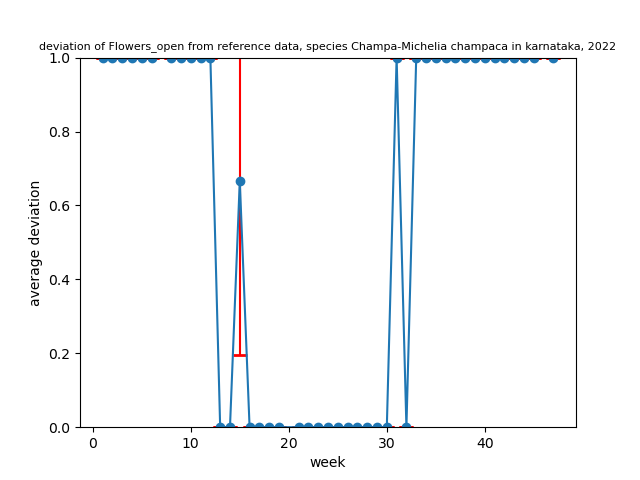 deviation of Flowers_open from reference data, species Champa-Michelia champaca in karnataka, 2022
1.0
0.8
0.6
0.4
0.2
0.0
average deviation
0 10 20 30 40
week